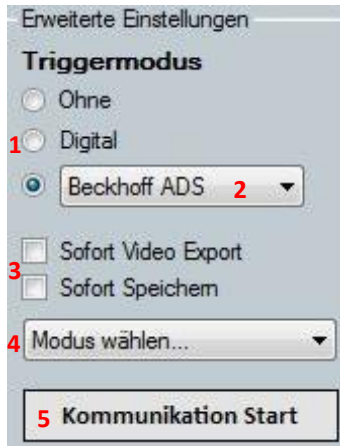 Erweiterte Einstellungen
Triggermodus
Ohne
1 Digital
Beckhoff ADS 2
Sofort Video Export
3
Sofort Speichern
4 Modus wählen...
5 Kommunikation Start